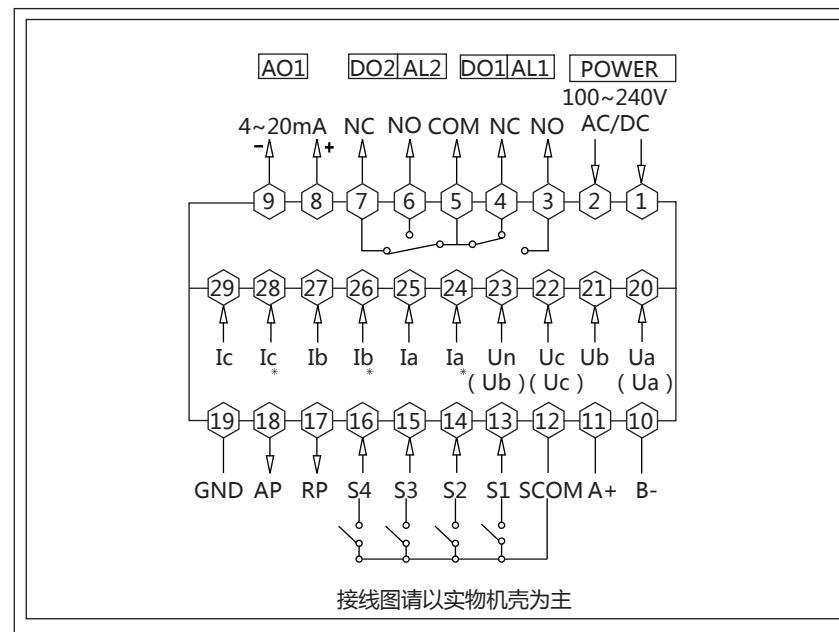 AO1 DO2 AL2 DO1 AL1 POWER
100~240V
4~20mA NC NO COM NC NO AC/DC
- +
9 8 7 6 5 4 3 2 1
29 28 27 26 25 24 23 22 21 20
Ic Ic* Ib Ib* Ia Ia* Un Uc Ub Ua
(Ub) (Uc) (Ua)
19 18 17 16 15 14 13 12 11 10
GND AP RP S4 S3 S2 S1 SCOM A+ B-
接线图请以实物机壳为主